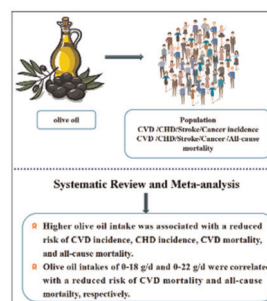 olive oil
Population
CVD /CHD/Stroke/Cancer incidence
CVD /CHD/Stroke/Cancer/All-cause
mortality
Systematic Review and Meta-analysis
Higher olive oil intake was associated with a reduced
risk of CVD incidence, CHD incidence, CVD mortality,
and all-cause mortality.
Olive oil intakes of 0-18 g/d and 0-22 g/d were correlated
with a reduced risk of CVD mortality and all-cause
mortailty, respectively.